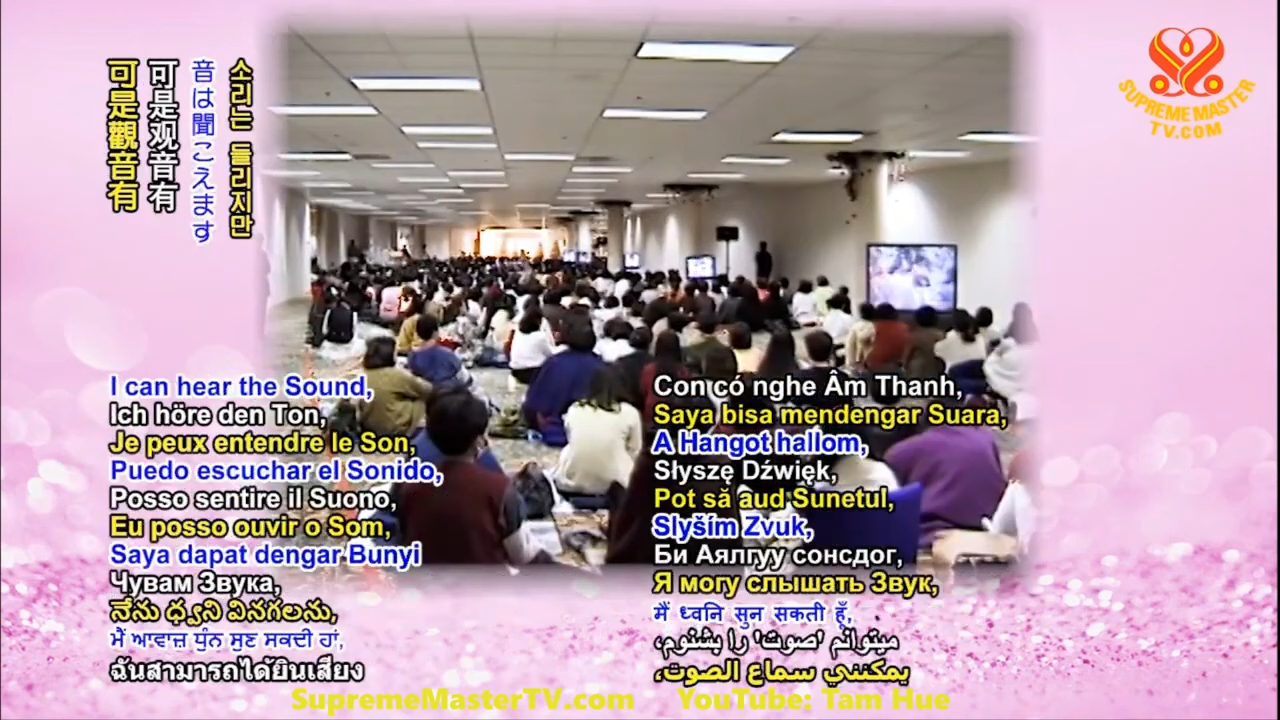 소리는 들리지만
音は聞こえます
可是观音有
可是觀音有
SUPREME MASTER
TV.COM
I can hear the Sound,
Ich höre den Ton,
Je peux entendre le Son,
Puedo escuchar el Sonido,
Posso sentire il Suono,
Eu posso ouvir o Som,
Saya dapat dengar Bunyi
Чувам Звука,
నేను ధ్వని వినగలను,
ਮੈਂ ਆਵਾਜ਼ ਧੁੰਨ ਸੁਣ ਸਕਦੀ ਹਾਂ,
ฉันสามารถได้ยินเสียง
Con có nghe Âm Thanh,
Saya bisa mendengar Suara,
A Hangot hallom,
Słyszę Dźwięk,
Pot să aud Sunetul,
Slyším Zvuk,
Би Аялгуу сонсдог,
Я могу слышать Звук,
मैं ध्वनि सुन सकती हूँ,
میتوانم 'صوت' را بشنوم،
يمكنني سماع الصوت،
SupremeMasterTV.com YouTube: Tam Hue